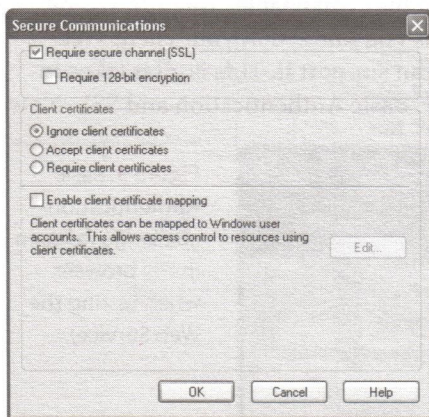 Secure Communications
Require secure channel (SSL)
Require 128-bit encryption
Client certificates
Ignore client certificates
Accept client certificates
Require client certificates
Enable client certificate mapping
Client certificates can be mapped to Windows user
accounts. This allows access control to resources using
client certificates.
Edit...
OK
Cancel
Help